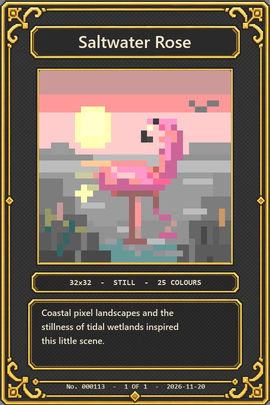 Saltwater Rose
32x32 - STILL - 25 COLOURS
Coastal pixel landscapes and the
stillness of tidal wetlands inspired
this little scene.
No. 000113 - 1 OF 1 - 2026-11-20